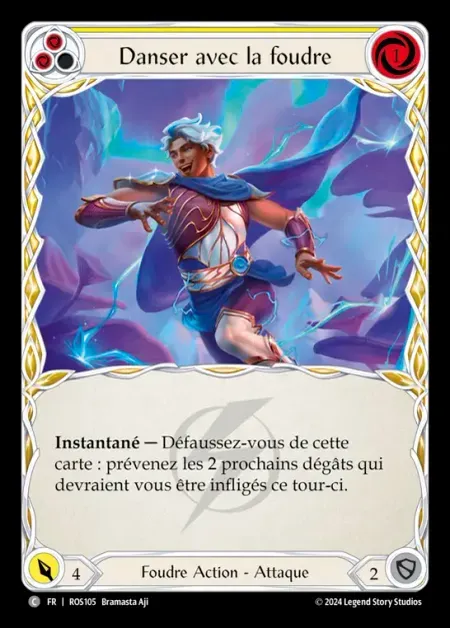 Danser avec la foudre
1
Instantané — Défaussez-vous de cette
carte : prévenez les 2 prochains dégâts qui
devraient vous être infligés ce tour-ci.
4
Foudre Action - Attaque
2
C FR | ROS105 Bramasta Aji
© 2024 Legend Story Studios